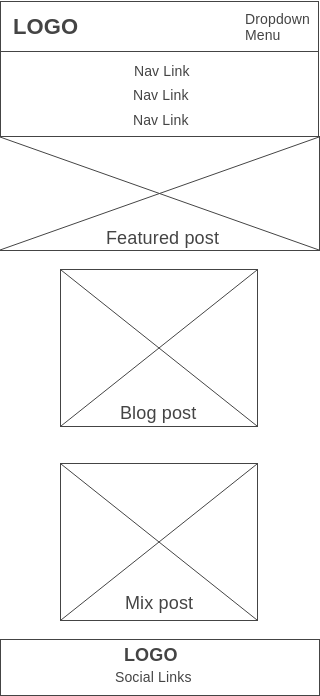 LOGO
Dropdown
Menu
Nav Link
Nav Link
Nav Link
Featured post
Blog post
Mix post
LOGO
Social Links